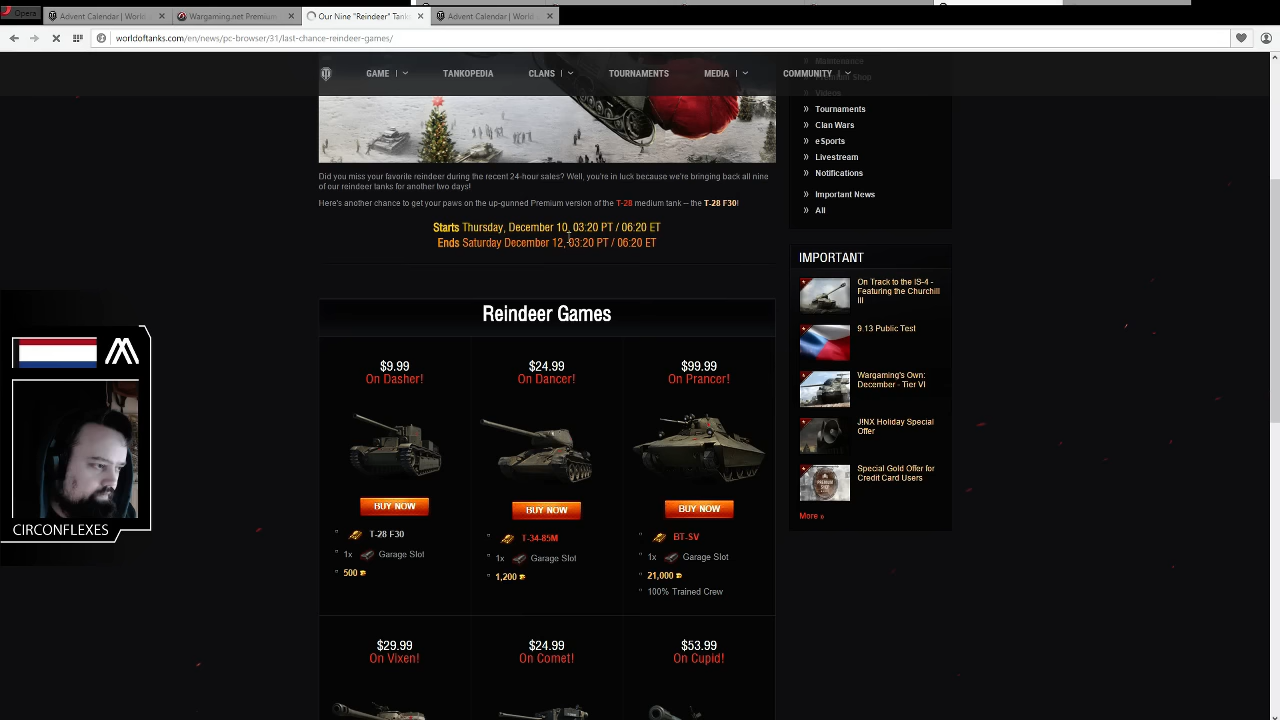 Opera
Advent Calendar | World
Wargaming.net Premium
Our Nine "Reindeer" Tanks
Advent Calendar | World
worldoftanks.com/en/news/pc-browser/31/last-chance-reindeer-games/
GAME
TANKOPEDIA
CLANS
TOURNAMENTS
MEDIA
COMMUNITY
Maintenance
Premium Shop
Videos
Tournaments
Clan Wars
eSports
Livestream
Notifications
Important News
All
Did you miss your favorite reindeer during the recent 24-hour sales? Well, you're in luck because we're bringing back all nine
of our reindeer tanks for another two days!
Here's another chance to get your paws on the up-gunned Premium version of the T-28 medium tank – the T-28 F30!
Starts Thursday, December 10, 03:20 PT / 06:20 ET
Ends Saturday December 12, 03:20 PT / 06:20 ET
IMPORTANT
On Track to the IS-4 -
Featuring the Churchill
III
9.13 Public Test
Wargaming's Own:
December - Tier VI
J!NX Holiday Special
Offer
Special Gold Offer for
Credit Card Users
More »
Reindeer Games
$9.99
On Dasher!
BUY NOW
T-28 F30
1x Garage Slot
500
$24.99
On Dancer!
BUY NOW
T-34-85M
1x Garage Slot
1,200
$99.99
On Prancer!
BUY NOW
BT-SV
1x Garage Slot
21,000
100% Trained Crew
$29.99
On Vixen!
$24.99
On Comet!
$53.99
On Cupid!
CIRCONFLEXES